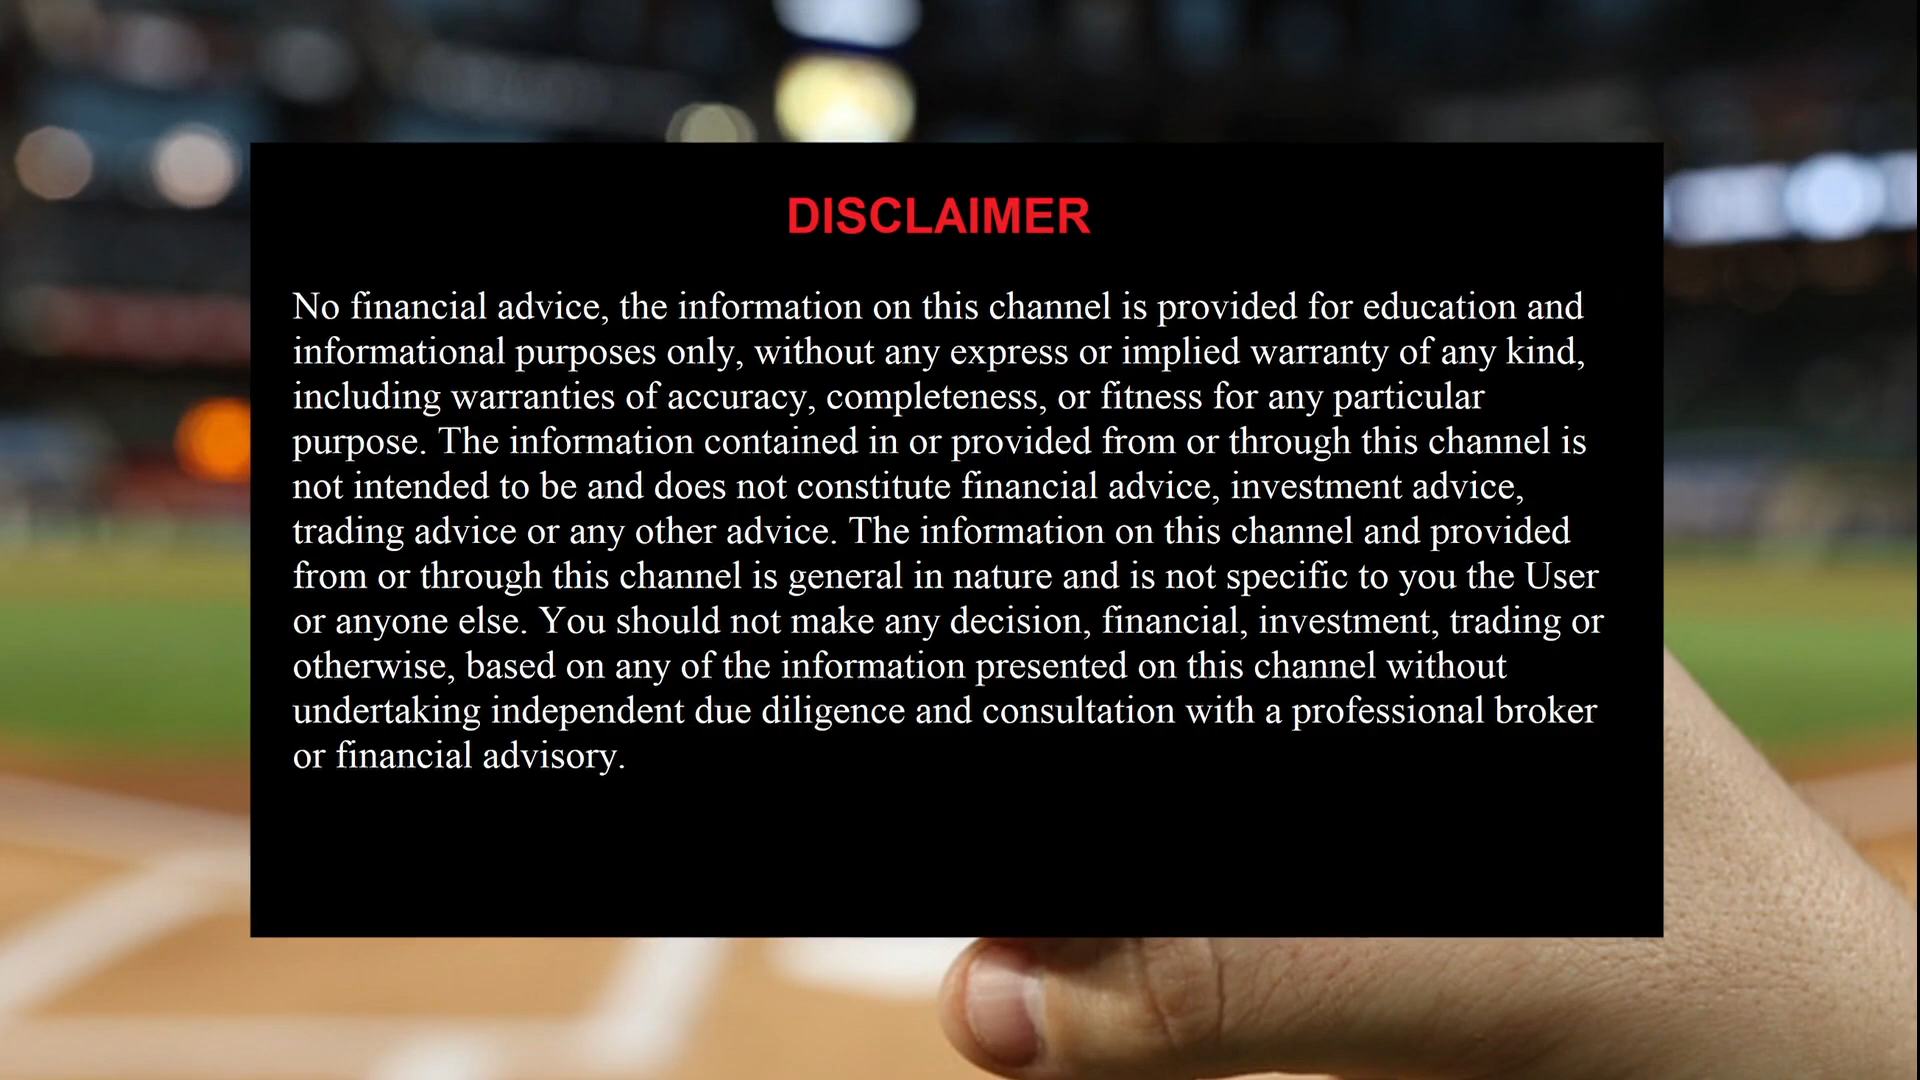 DISCLAIMER
No financial advice, the information on this channel is provided for education and
informational purposes only, without any express or implied warranty of any kind,
including warranties of accuracy, completeness, or fitness for any particular
purpose. The information contained in or provided from or through this channel is
not intended to be and does not constitute financial advice, investment advice,
trading advice or any other advice. The information on this channel and provided
from or through this channel is general in nature and is not specific to you the User
or anyone else. You should not make any decision, financial, investment, trading or
otherwise, based on any of the information presented on this channel without
undertaking independent due diligence and consultation with a professional broker
or financial advisory.